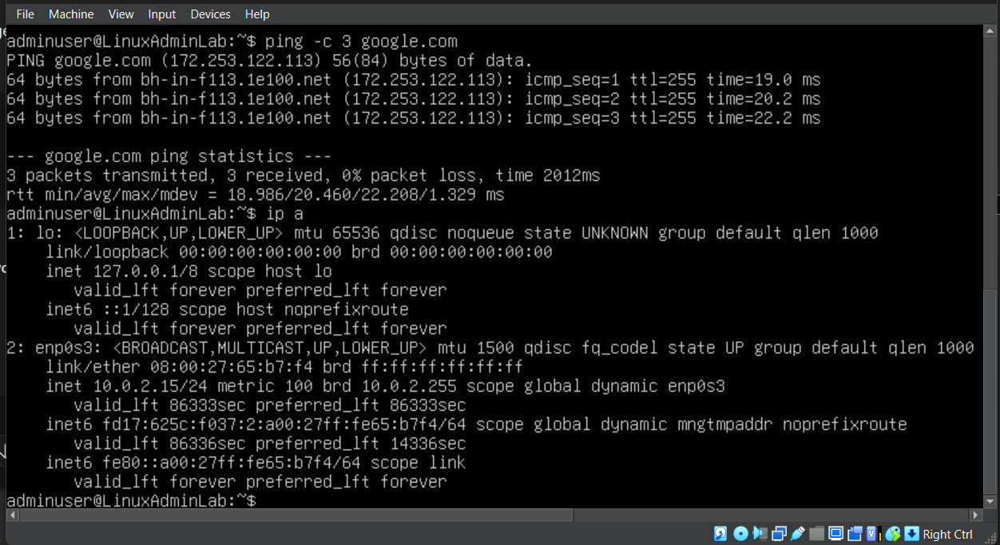 File Machine View Input Devices Help
adminuser@LinuxAdminLab:~$ ping -c 3 google.com
PING google.com (172.253.122.113) 56(84) bytes of data.
64 bytes from bh-in-f113.1e100.net (172.253.122.113): icmp_seq=1 ttl=255 time=19.0 ms
64 bytes from bh-in-f113.1e100.net (172.253.122.113): icmp_seq=2 ttl=255 time=20.2 ms
64 bytes from bh-in-f113.1e100.net (172.253.122.113): icmp_seq=3 ttl=255 time=22.2 ms
--- google.com ping statistics ---
3 packets transmitted, 3 received, 0% packet loss, time 2012ms
rtt min/avg/max/mdev = 18.986/20.460/22.208/1.329 ms
adminuser@LinuxAdminLab:~$ ip a
1: lo: <LOOPBACK,UP,LOWER_UP> mtu 65536 qdisc noqueue state UNKNOWN group default qlen 1000
    link/loopback 00:00:00:00:00:00 brd 00:00:00:00:00:00
    inet 127.0.0.1/8 scope host lo
       valid_lft forever preferred_lft forever
    inet6 ::1/128 scope host noprefixroute
       valid_lft forever preferred_lft forever
2: enp0s3: <BROADCAST,MULTICAST,UP,LOWER_UP> mtu 1500 qdisc fq_codel state UP group default qlen 1000
    link/ether 08:00:27:65:b7:f4 brd ff:ff:ff:ff:ff:ff
    inet 10.0.2.15/24 metric 100 brd 10.0.2.255 scope global dynamic enp0s3
       valid_lft 86333sec preferred_lft 86333sec
    inet6 fd17:625c:f037:2:a00:27ff:fe65:b7f4/64 scope global dynamic mngtmpaddr noprefixroute
       valid_lft 86336sec preferred_lft 14336sec
    inet6 fe80::a00:27ff:fe65:b7f4/64 scope link
       valid_lft forever preferred_lft forever
adminuser@LinuxAdminLab:~$
Right Ctrl